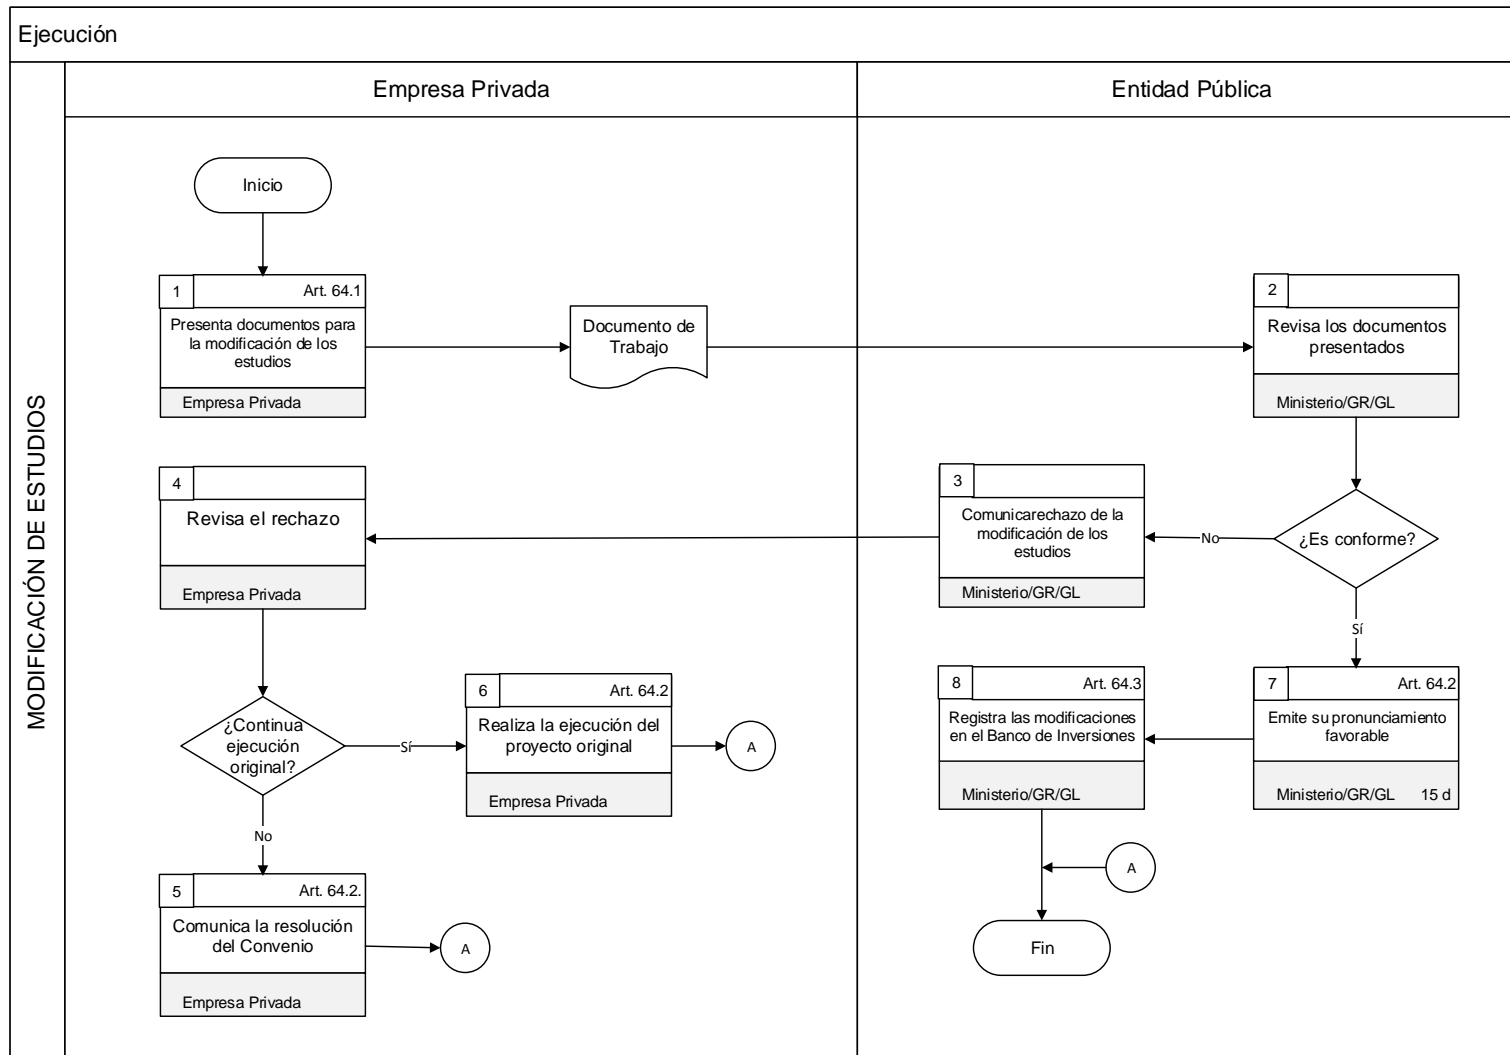 Ejecución
MODIFICACIÓN DE ESTUDIOS
Empresa Privada
Entidad Pública
Inicio
1
Art. 64.1
Presenta documentos para
la modificación de los
estudios
Empresa Privada
Documento de
Trabajo
2
Revisa los documentos
presentados
Ministerio/GR/GL
¿Es conforme?
No
Sí
3
Comunicarechazo de la
modificación de los
estudios
Ministerio/GR/GL
4
Revisa el rechazo
Empresa Privada
¿Continua
ejecución
original?
Sí
No
6
Art. 64.2
Realiza la ejecución del
proyecto original
Empresa Privada
A
8
Art. 64.3
Registra las modificaciones
en el Banco de Inversiones
Ministerio/GR/GL
7
Art. 64.2
Emite su pronunciamiento
favorable
Ministerio/GR/GL 15 d
5
Art. 64.2.
Comunica la resolución
del Convenio
Empresa Privada
A
A
Fin